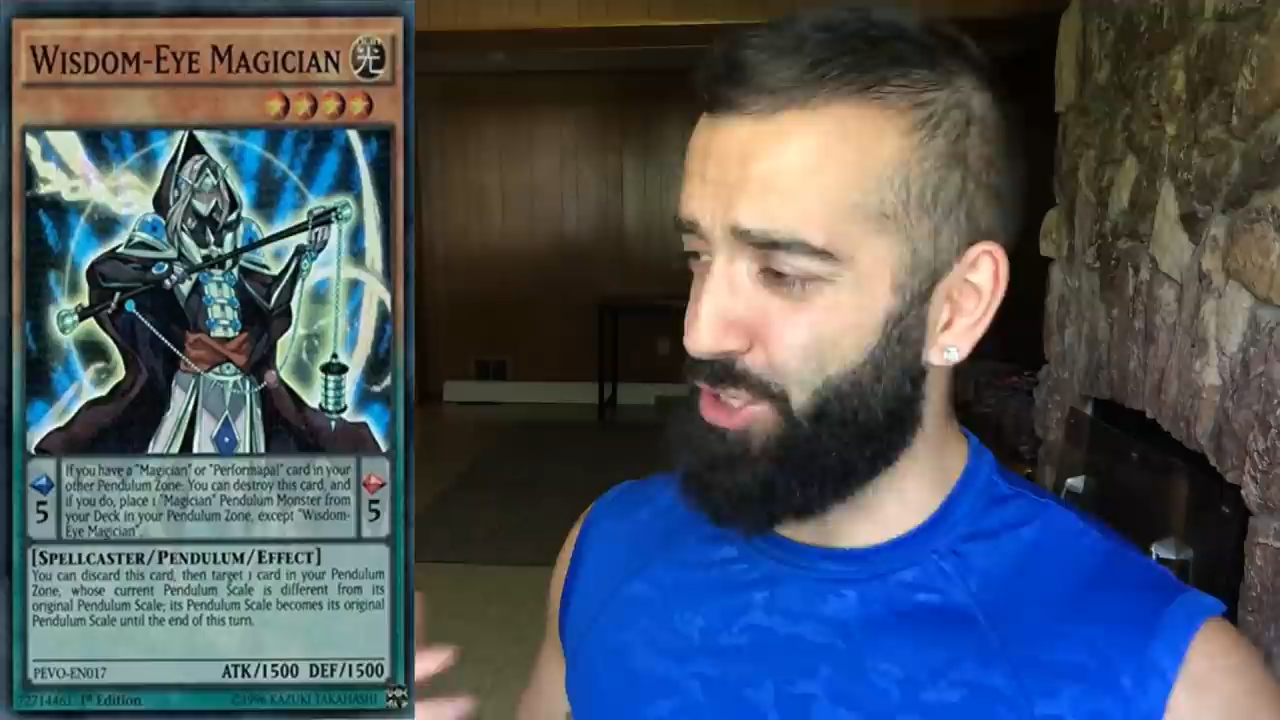 WISDOM-EYE MAGICIAN
光
If you have a "Magician" or "Performapal" card in your
other Pendulum Zone: You can destroy this card, and
if you do, place 1 "Magician" Pendulum Monster from
your Deck in your Pendulum Zone, except "Wisdom-
Eye Magician".
5
5
[SPELLCASTER/PENDULUM/EFFECT]
You can discard this card, then target 1 card in your Pendulum
Zone, whose current Pendulum Scale is different from its
original Pendulum Scale; its Pendulum Scale becomes its original
Pendulum Scale until the end of this turn.
PEVO-EN017
ATK/1500 DEF/1500
72714461 1st Edition
©1996 KAZUKI TAKAHASHI